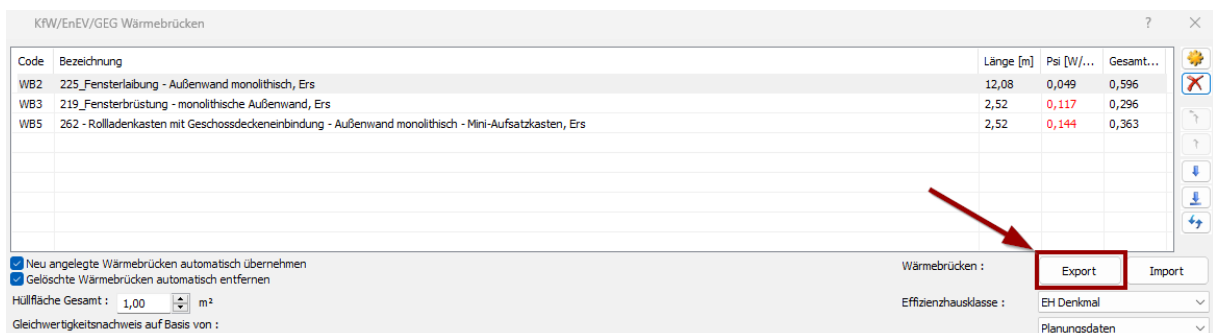 KfW/EnEV/GEG Wärmebrücken
Code Bezeichnung Länge [m] Psi [W/... Gesamt...
WB2 225_Fensterlaibung - Außenwand monolithisch, Ers 12,08 0,049 0,596
WB3 219_Fensterbrüstung - monolithische Außenwand, Ers 2,52 0,117 0,296
WB5 262 - Rollladenkasten mit Geschossdeckeneinbindung - Außenwand monolithisch - Mini-Aufsatzkasten, Ers 2,52 0,144 0,363
Neu angelegte Wärmebrücken automatisch übernehmen
Gelöschte Wärmebrücken automatisch entfernen
Wärmebrücken : Export Import
Hüllfläche Gesamt : 1,00 m² Effizienzhausklasse : EH Denkmal
Gleichwertigkeitsnachweis auf Basis von : Planungsdaten